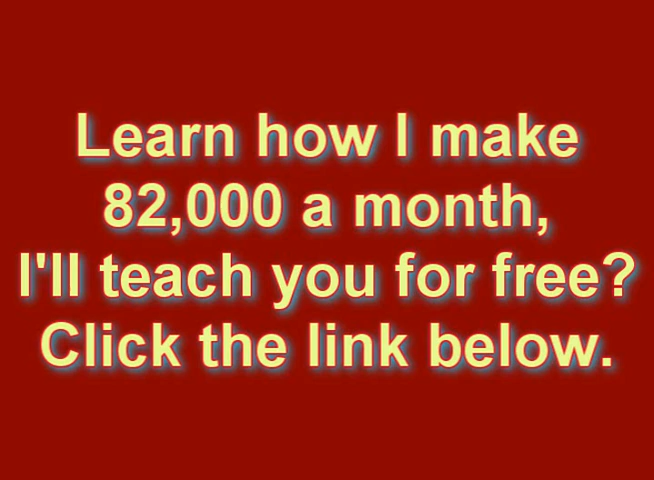 Learn how I make
82,000 a month,
I'll teach you for free?
Click the link below.